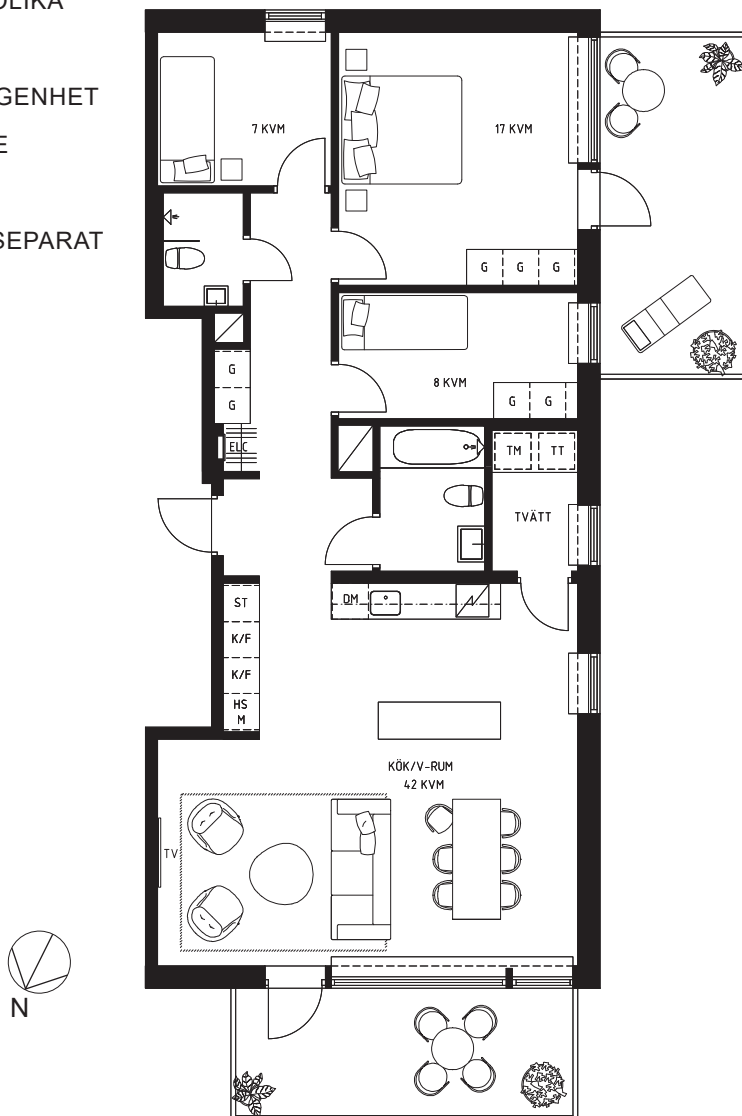 OLIKA
GENHET
E
SEPARAT
7 KVM
17 KVM
G G G
8 KVM
G
G
G G
ELC
TM TT
TVÄTT
DM
ST
K/F
K/F
HS
M
KÖK/V-RUM
42 KVM
TV
N